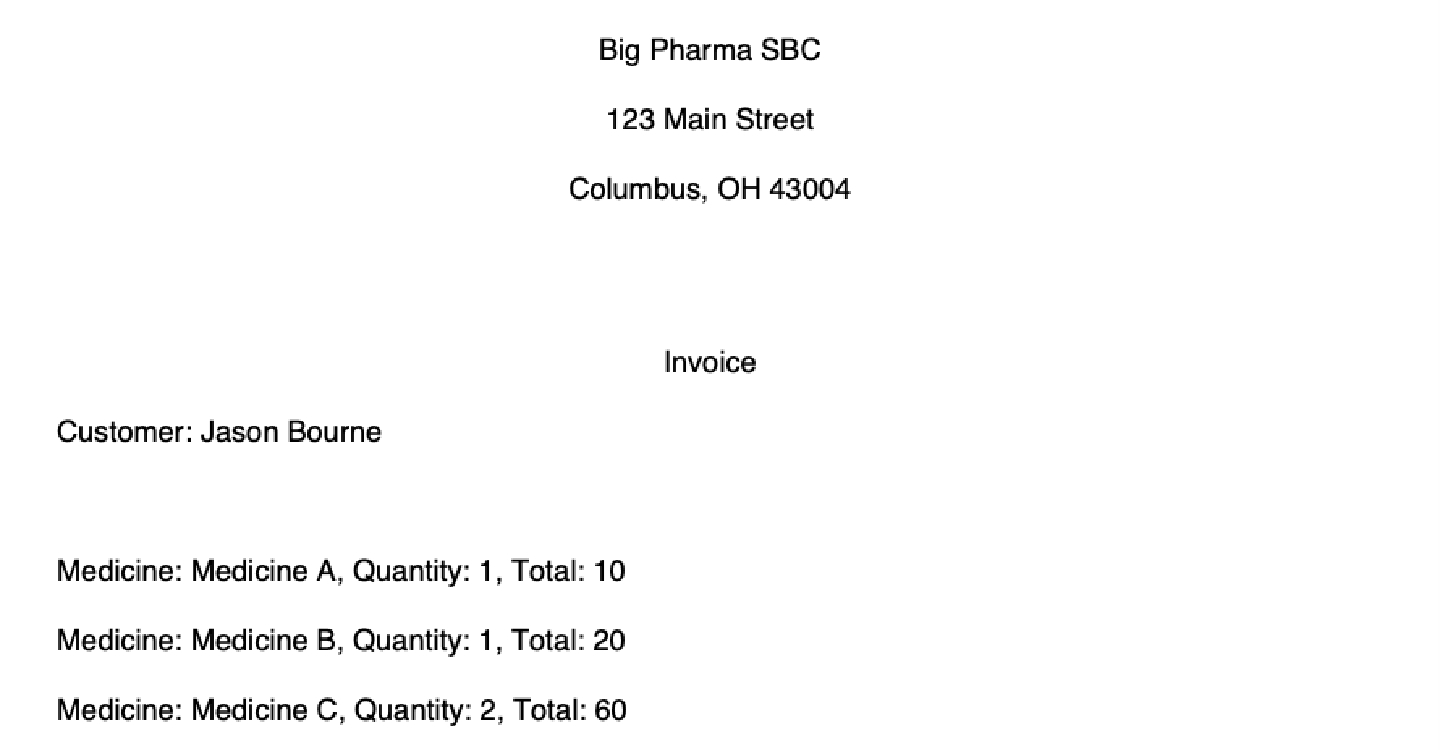 Big Pharma SBC
123 Main Street
Columbus, OH 43004
Invoice
Customer: Jason Bourne
Medicine: Medicine A, Quantity: 1, Total: 10
Medicine: Medicine B, Quantity: 1, Total: 20
Medicine: Medicine C, Quantity: 2, Total: 60